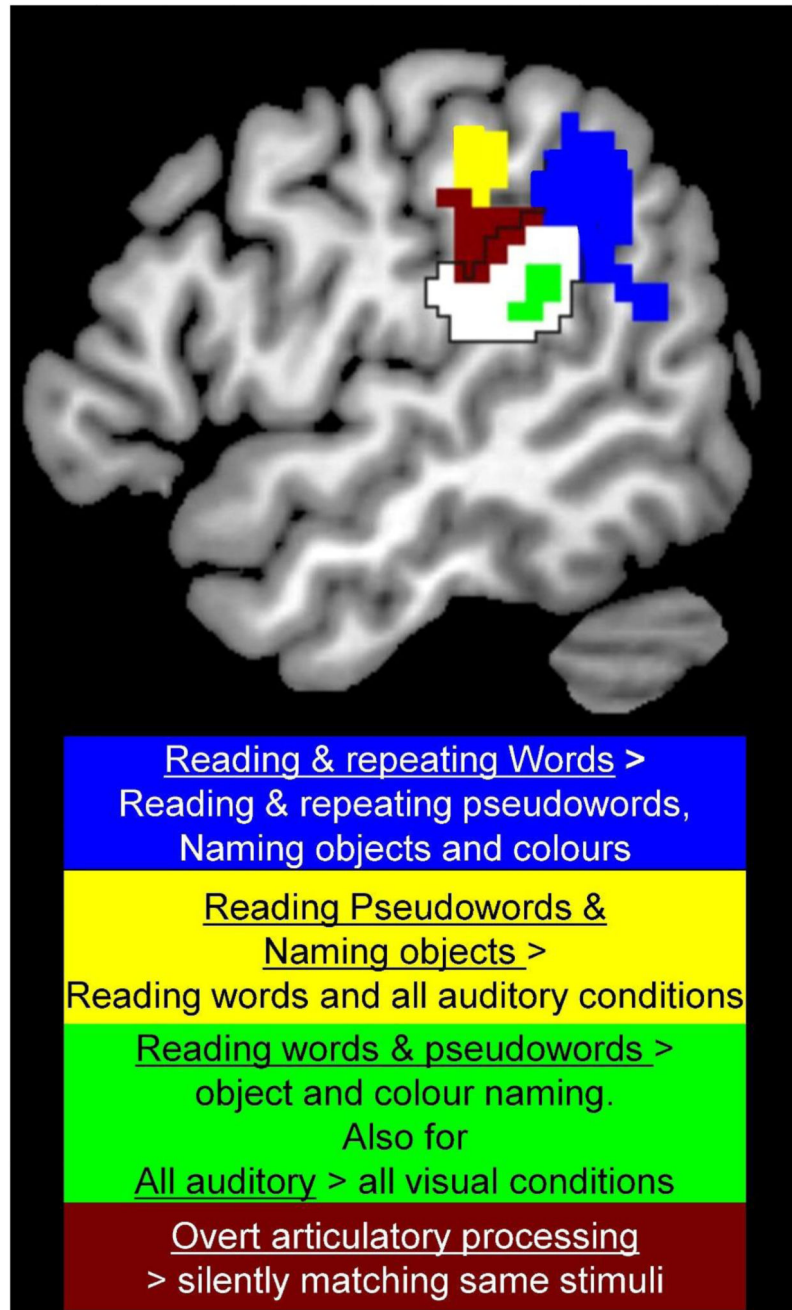 Reading & repeating Words >
Reading & repeating pseudowords,
Naming objects and colours
Reading Pseudowords &
Naming objects >
Reading words and all auditory conditions
Reading words & pseudowords >
object and colour naming.
Also for
All auditory > all visual conditions
Overt articulatory processing
> silently matching same stimuli